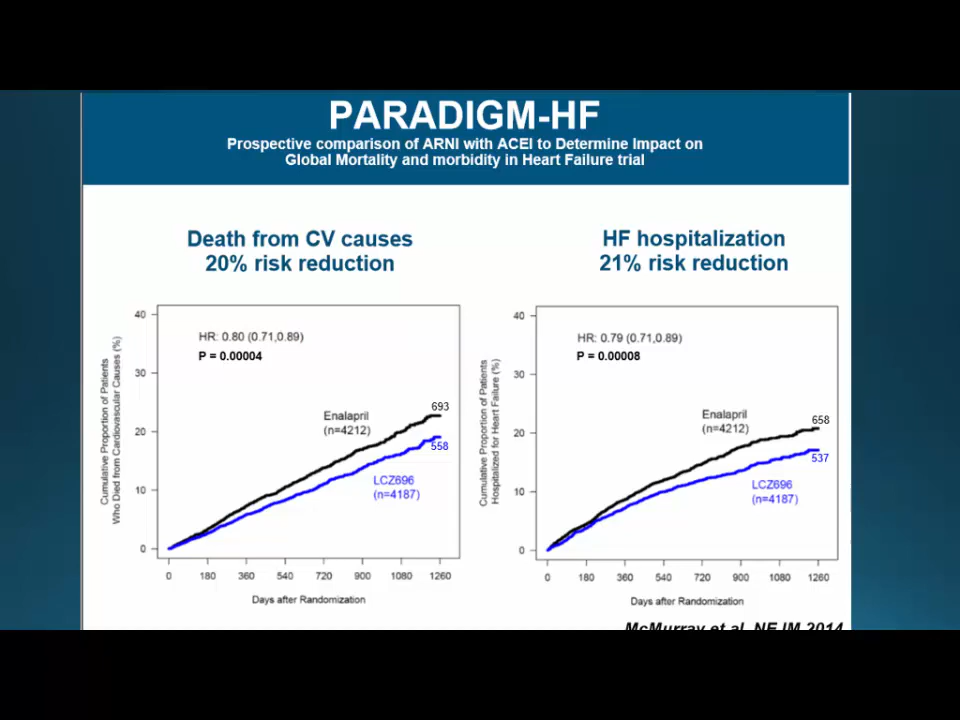 PARADIGM-HF
Prospective comparison of ARNI with ACEI to Determine Impact on
Global Mortality and morbidity in Heart Failure trial
Death from CV causes
20% risk reduction
Cumulative Proportion of Patients
Who Died from Cardiovascular Causes (%)
40
30
20
10
0
HR: 0.80 (0.71,0.89)
P = 0.00004
Enalapril
(n=4212)
693
558
LCZ696
(n=4187)
0 180 360 540 720 900 1080 1260
Days after Randomization
HF hospitalization
21% risk reduction
Cumulative Proportion of Patients
Hospitalized for Heart Failure (%)
40
30
20
10
0
HR: 0.79 (0.71,0.89)
P = 0.00008
Enalapril
(n=4212)
658
537
LCZ696
(n=4187)
0 180 360 540 720 900 1080 1260
Days after Randomization
McMurray et al. NEJM 2014